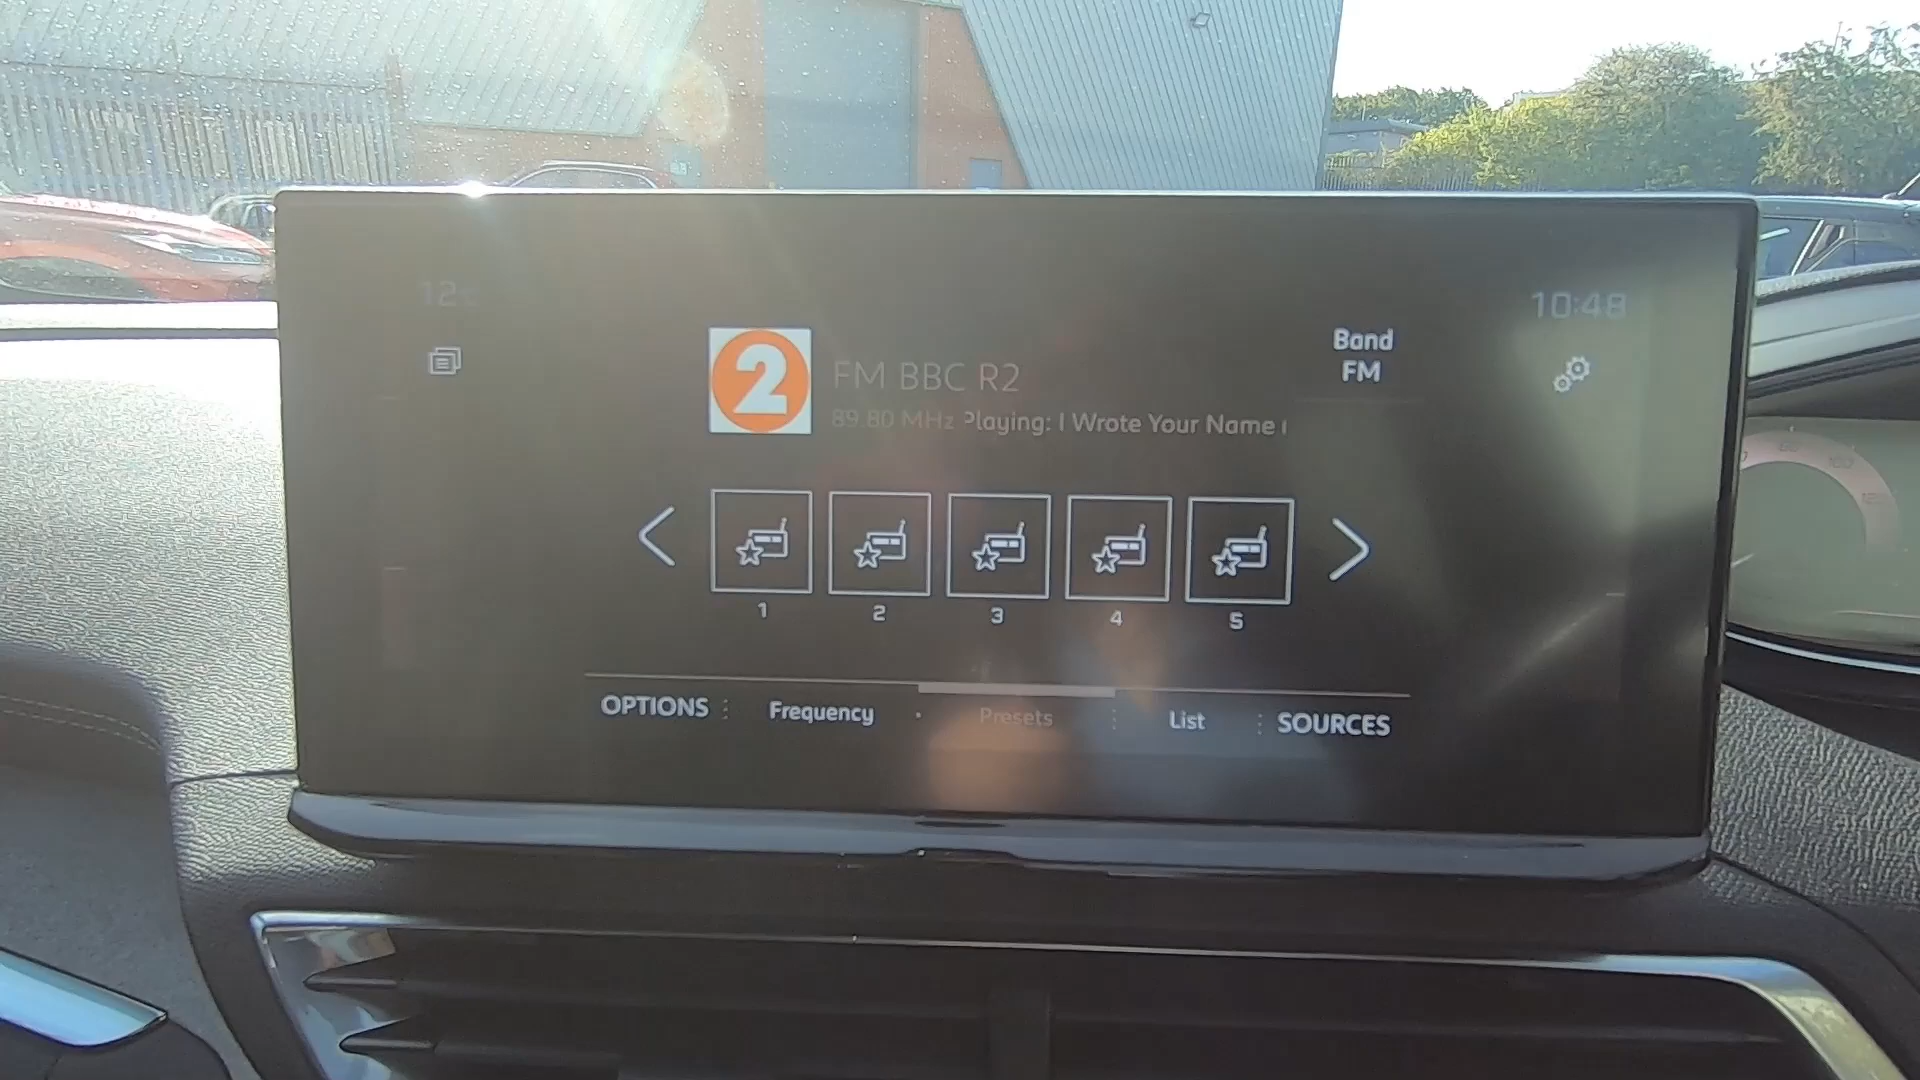 12°C
10:48
2
FM BBC R2
Band
FM
89.80 MHz Playing: I Wrote Your Name
1 2 3 4 5
OPTIONS Frequency Presets List SOURCES